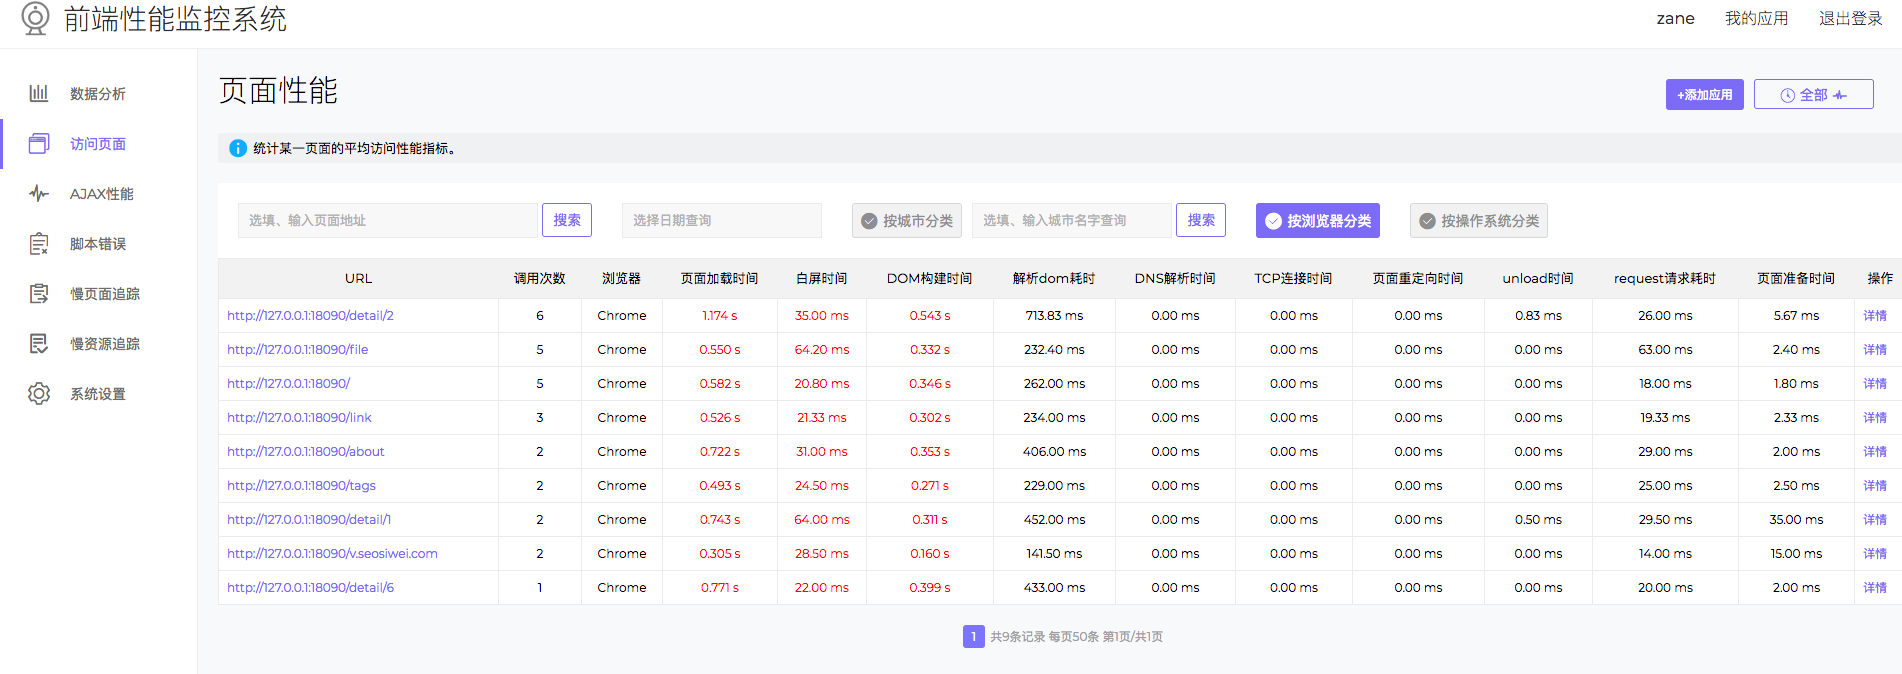 前端性能监控系统
zane 我的应用 退出登录
数据分析
访问页面
AJAX性能
脚本错误
慢页面追踪
慢资源追踪
系统设置
页面性能
+添加应用 全部
统计某一页面的平均访问性能指标。
选填、输入页面地址 搜索 选择日期查询 按城市分类 选填、输入城市名字查询 搜索 按浏览器分类 按操作系统分类
URL 调用次数 浏览器 页面加载时间 白屏时间 DOM构建时间 解析dom耗时 DNS解析时间 TCP连接时间 页面重定向时间 unload时间 request请求耗时 页面准备时间 操作
http://127.0.0.1:18090/detail/2 6 Chrome 1.174 s 35.00 ms 0.543 s 713.83 ms 0.00 ms 0.00 ms 0.00 ms 0.83 ms 26.00 ms 5.67 ms 详情
http://127.0.0.1:18090/file 5 Chrome 0.550 s 64.20 ms 0.332 s 232.40 ms 0.00 ms 0.00 ms 0.00 ms 0.00 ms 63.00 ms 2.40 ms 详情
http://127.0.0.1:18090/ 5 Chrome 0.582 s 20.80 ms 0.346 s 262.00 ms 0.00 ms 0.00 ms 0.00 ms 0.00 ms 18.00 ms 1.80 ms 详情
http://127.0.0.1:18090/link 3 Chrome 0.526 s 21.33 ms 0.302 s 234.00 ms 0.00 ms 0.00 ms 0.00 ms 0.00 ms 19.33 ms 2.33 ms 详情
http://127.0.0.1:18090/about 2 Chrome 0.722 s 31.00 ms 0.353 s 406.00 ms 0.00 ms 0.00 ms 0.00 ms 0.00 ms 29.00 ms 2.00 ms 详情
http://127.0.0.1:18090/tags 2 Chrome 0.493 s 24.50 ms 0.271 s 229.00 ms 0.00 ms 0.00 ms 0.00 ms 0.00 ms 25.00 ms 2.50 ms 详情
http://127.0.0.1:18090/detail/1 2 Chrome 0.743 s 64.00 ms 0.311 s 452.00 ms 0.00 ms 0.00 ms 0.00 ms 0.50 ms 29.50 ms 35.00 ms 详情
http://127.0.0.1:18090/v.seosiwei.com 2 Chrome 0.305 s 28.50 ms 0.160 s 141.50 ms 0.00 ms 0.00 ms 0.00 ms 0.00 ms 14.00 ms 15.00 ms 详情
http://127.0.0.1:18090/detail/6 1 Chrome 0.771 s 22.00 ms 0.399 s 433.00 ms 0.00 ms 0.00 ms 0.00 ms 0.00 ms 20.00 ms 2.00 ms 详情
1 共9条记录 每页50条 第1页/共1页